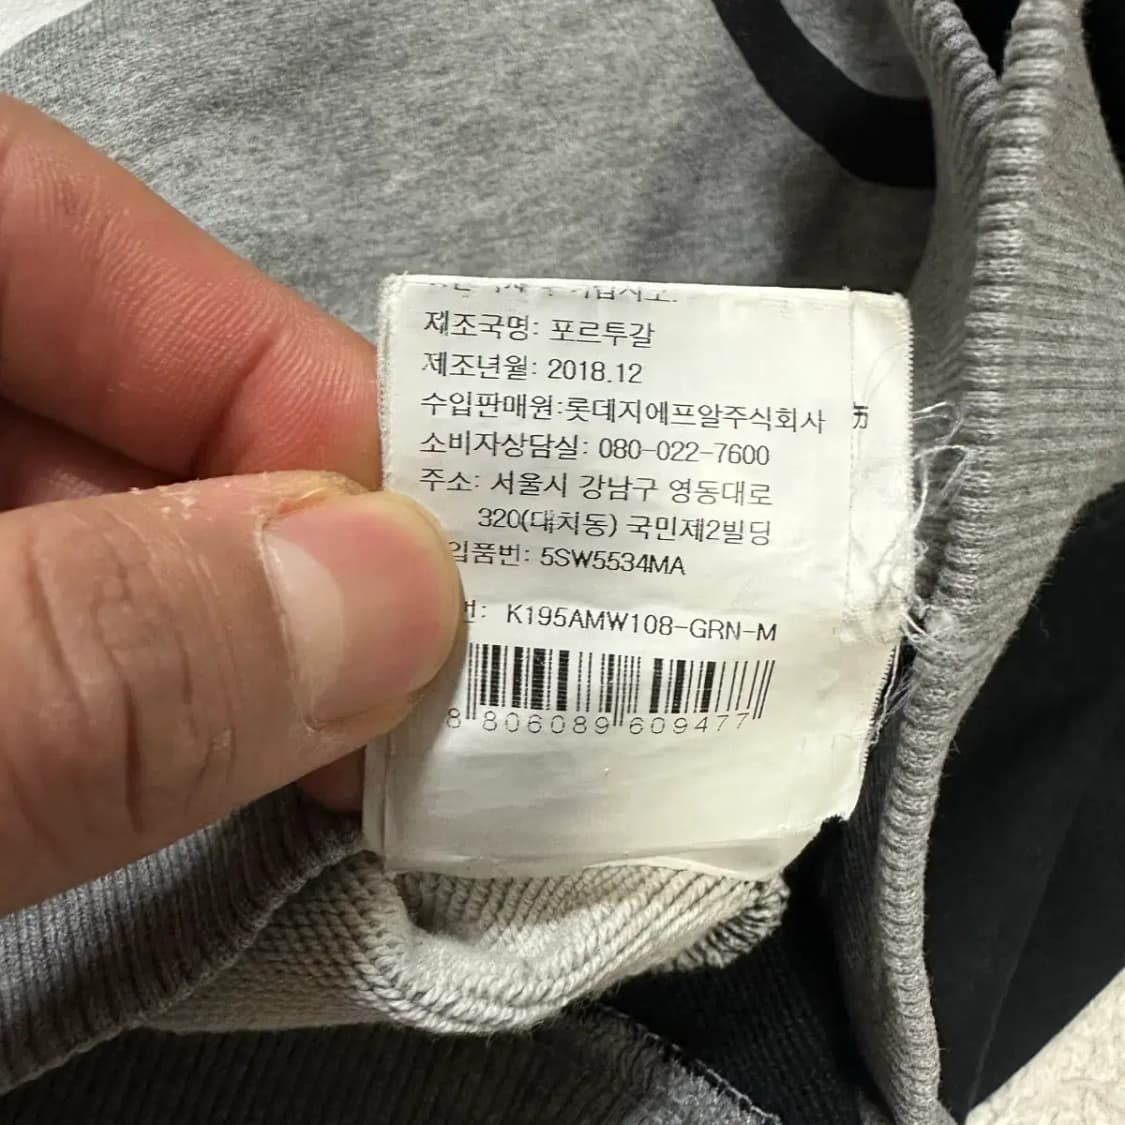 제조국명: 포르투갈
제조년월: 2018.12
수입판매원:롯데지에프알주식회사
소비자상담실: 080-022-7600
주소: 서울시 강남구 영동대로
320(대치동) 국민제2빌딩
입품번: 5SW5534MA
번: K195AMW108-GRN-M
8 806089 609477